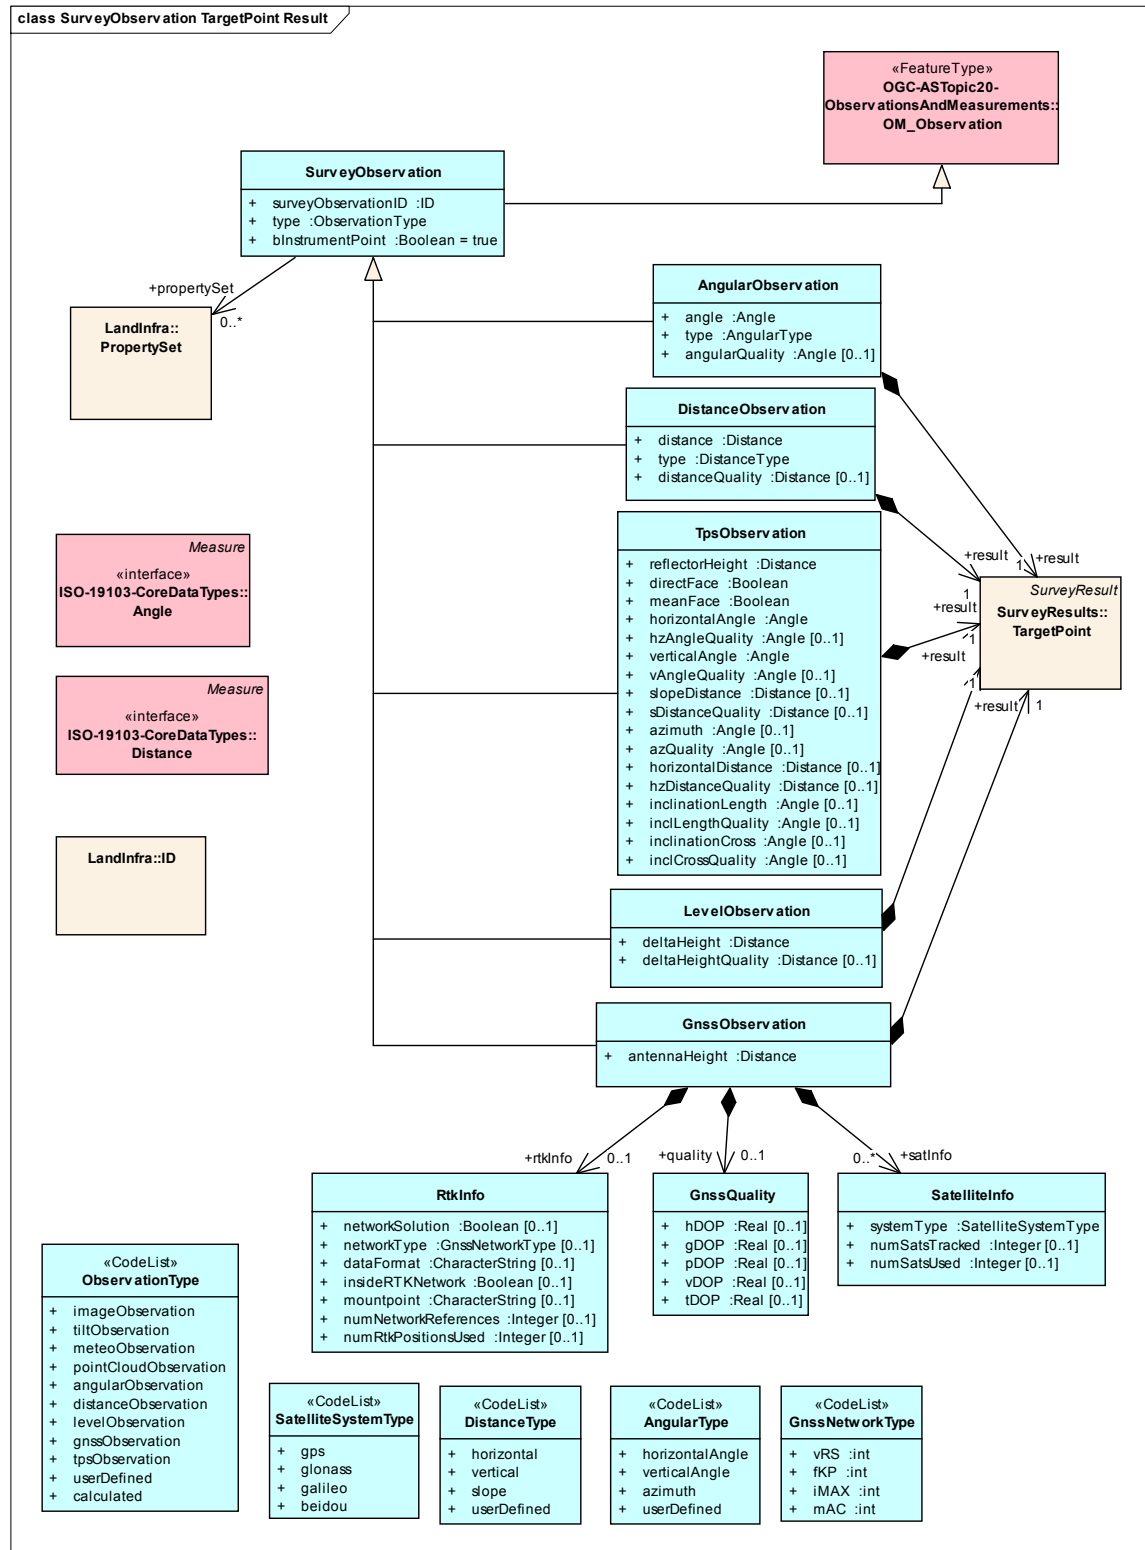 class SurveyObservation TargetPoint Result
«FeatureType»
OGC-ASTopic20-
ObservationsAndMeasurements::
OM_Observation
SurveyObservation
+ surveyObservationID :ID
+ type :ObservationType
+ bInstrumentPoint :Boolean = true
+propertySet
0..*
LandInfra::
PropertySet
AngularObservation
+ angle :Angle
+ type :AngularType
+ angularQuality :Angle [0..1]
DistanceObservation
+ distance :Distance
+ type :DistanceType
+ distanceQuality :Distance [0..1]
TpsObservation
+ reflectorHeight :Distance
+ directFace :Boolean
+ meanFace :Boolean
+ horizontalAngle :Angle
+ hzAngleQuality :Angle [0..1]
+ verticalAngle :Angle
+ vAngleQuality :Angle [0..1]
+ slopeDistance :Distance [0..1]
+ sDistanceQuality :Distance [0..1]
+ azimuth :Angle [0..1]
+ azQuality :Angle [0..1]
+ horizontalDistance :Distance [0..1]
+ hzDistanceQuality :Distance [0..1]
+ inclinationLength :Angle [0..1]
+ inclLengthQuality :Angle [0..1]
+ inclinationCross :Angle [0..1]
+ inclCrossQuality :Angle [0..1]
+result
1
+result
1
+result
1
+result
1
+result
1
SurveyResult
SurveyResults::
TargetPoint
Measure
«interface»
ISO-19103-CoreDataTypes::
Angle
Measure
«interface»
ISO-19103-CoreDataTypes::
Distance
LandInfra::ID
LevelObservation
+ deltaHeight :Distance
+ deltaHeightQuality :Distance [0..1]
GnssObservation
+ antennaHeight :Distance
+rtkInfo
0..1
+quality
0..1
0..*
+satInfo
RtkInfo
+ networkSolution :Boolean [0..1]
+ networkType :GnssNetworkType [0..1]
+ dataFormat :CharacterString [0..1]
+ insideRTKNetwork :Boolean [0..1]
+ mountpoint :CharacterString [0..1]
+ numNetworkReferences :Integer [0..1]
+ numRtkPositionsUsed :Integer [0..1]
GnssQuality
+ hDOP :Real [0..1]
+ gDOP :Real [0..1]
+ pDOP :Real [0..1]
+ vDOP :Real [0..1]
+ tDOP :Real [0..1]
SatelliteInfo
+ systemType :SatelliteSystemType
+ numSatsTracked :Integer [0..1]
+ numSatsUsed :Integer [0..1]
«CodeList»
ObservationType
+ imageObservation
+ tiltObservation
+ meteoObservation
+ pointCloudObservation
+ angularObservation
+ distanceObservation
+ levelObservation
+ gnssObservation
+ tpsObservation
+ userDefined
+ calculated
«CodeList»
SatelliteSystemType
+ gps
+ glonass
+ galileo
+ beidou
«CodeList»
DistanceType
+ horizontal
+ vertical
+ slope
+ userDefined
«CodeList»
AngularType
+ horizontalAngle
+ verticalAngle
+ azimuth
+ userDefined
«CodeList»
GnssNetworkType
+ vRS :int
+ fKP :int
+ iMAX :int
+ mAC :int